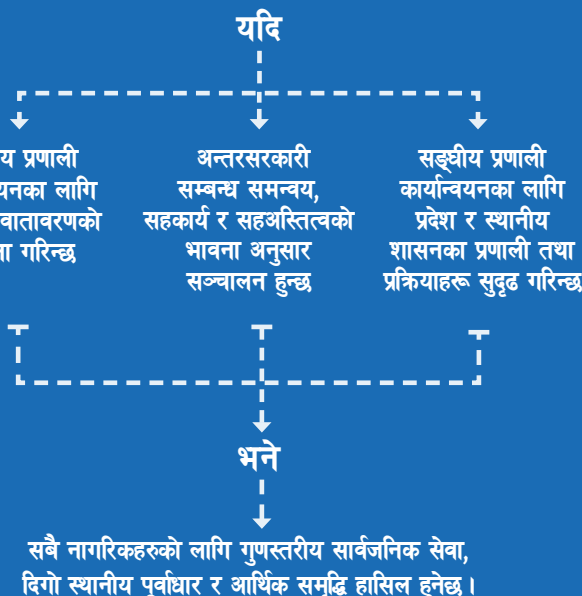 यदि
प्रणाली
लागि
वातावरणको
गरिन्छ
अन्तरसरकारी
सम्बन्ध समन्वय,
सहकार्य र सहअस्तित्वको
भावना अनुसार
सञ्चालन हुन्छ
सङ्घीय प्रणाली
कार्यान्वयनका लागि
प्रदेश र स्थानीय
शासनका प्रणाली तथा
प्रक्रियाहरू सुदृढ गरिन्छ
भने
सबै नागरिकहरुको लागि गुणस्तरीय सार्वजनिक सेवा,
दिगो स्थानीय पूर्वाधार र आर्थिक समृद्धि हासिल हुनेछ।